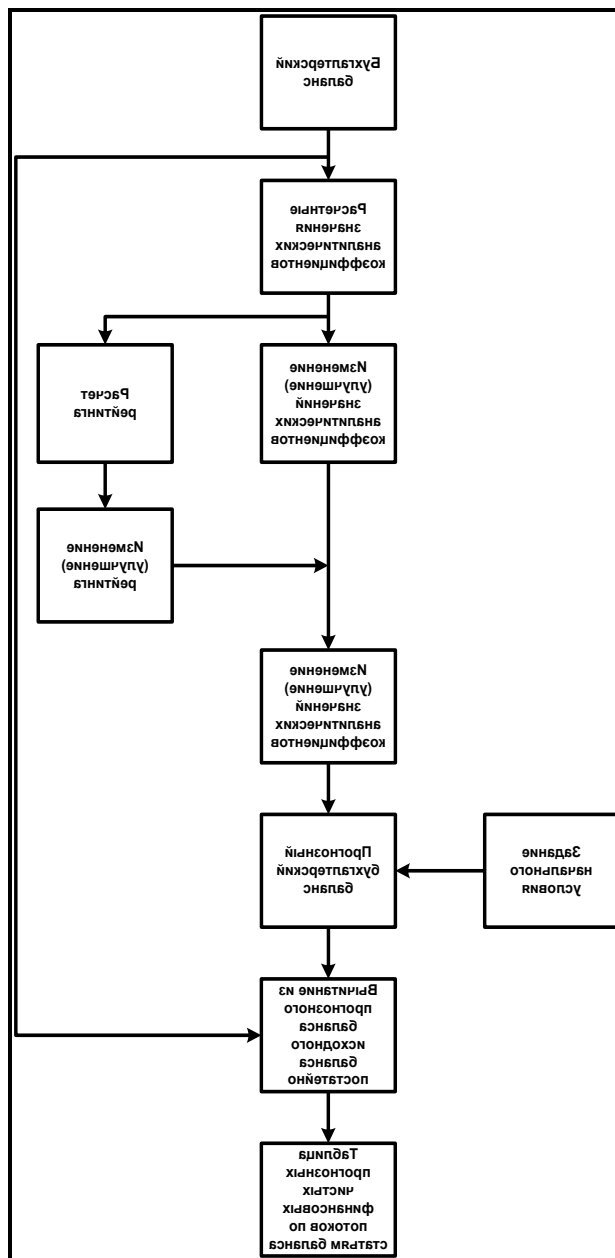 Бухгалтерский
баланс
Расчетные
значения
аналитических
коэффициентов
Расчет
рейтинга
Изменение
(улучшение)
значений
аналитических
коэффициентов
Изменение
(улучшение)
рейтинга
Изменение
(улучшение)
значений
аналитических
коэффициентов
Прогнозный
бухгалтерский
баланс
Задание
начального
условия
Вычитание из
прогнозного
баланса
исходного
баланса
постатейно
Таблица
прогнозных
чистых
финансовых
потоков по
статьям баланса